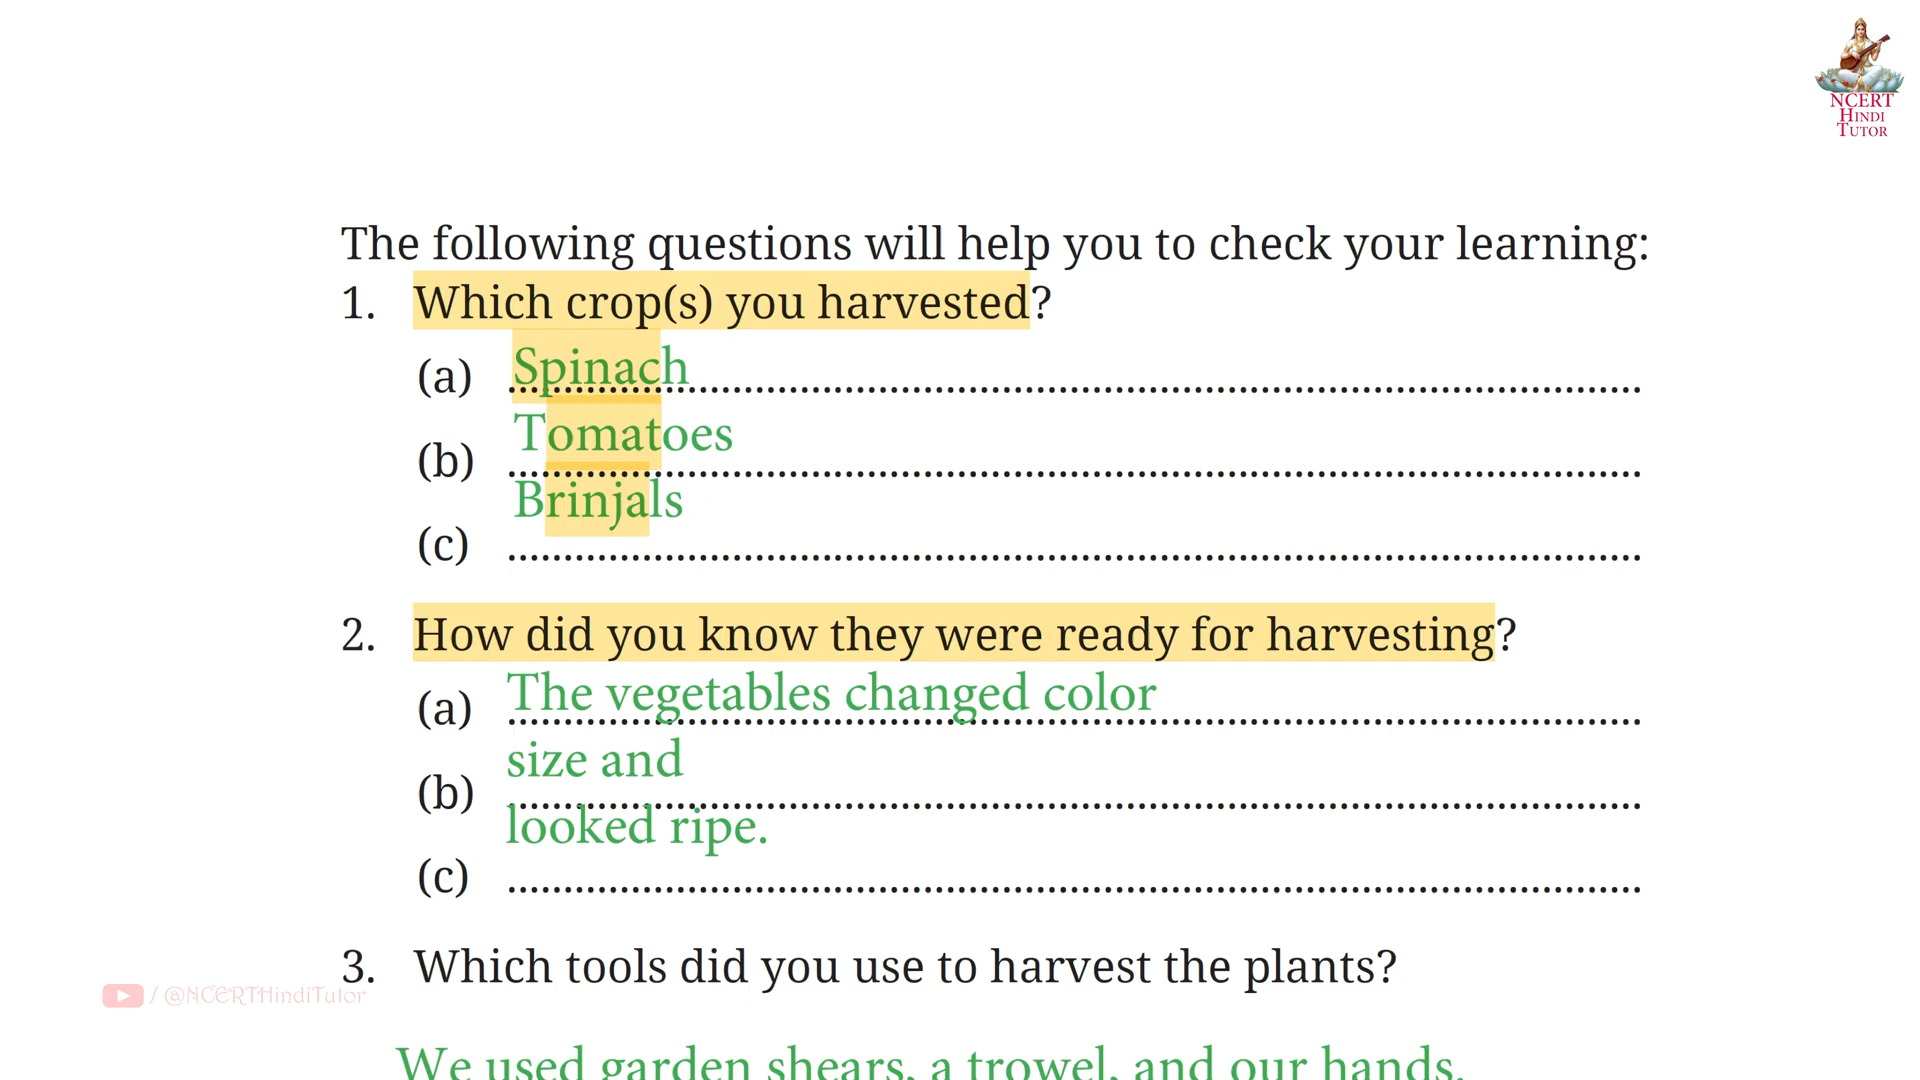 NCERT
HINDI
TUTOR
The following questions will help you to check your learning:
1. Which crop(s) you harvested?
(a) Spinach
(b) Tomatoes
(c) Brinjals
2. How did you know they were ready for harvesting?
(a) The vegetables changed color
(b) size and
(c) looked ripe.
3. Which tools did you use to harvest the plants?
/ @NCERTHindiTutor
We used garden shears, a trowel, and our hands.